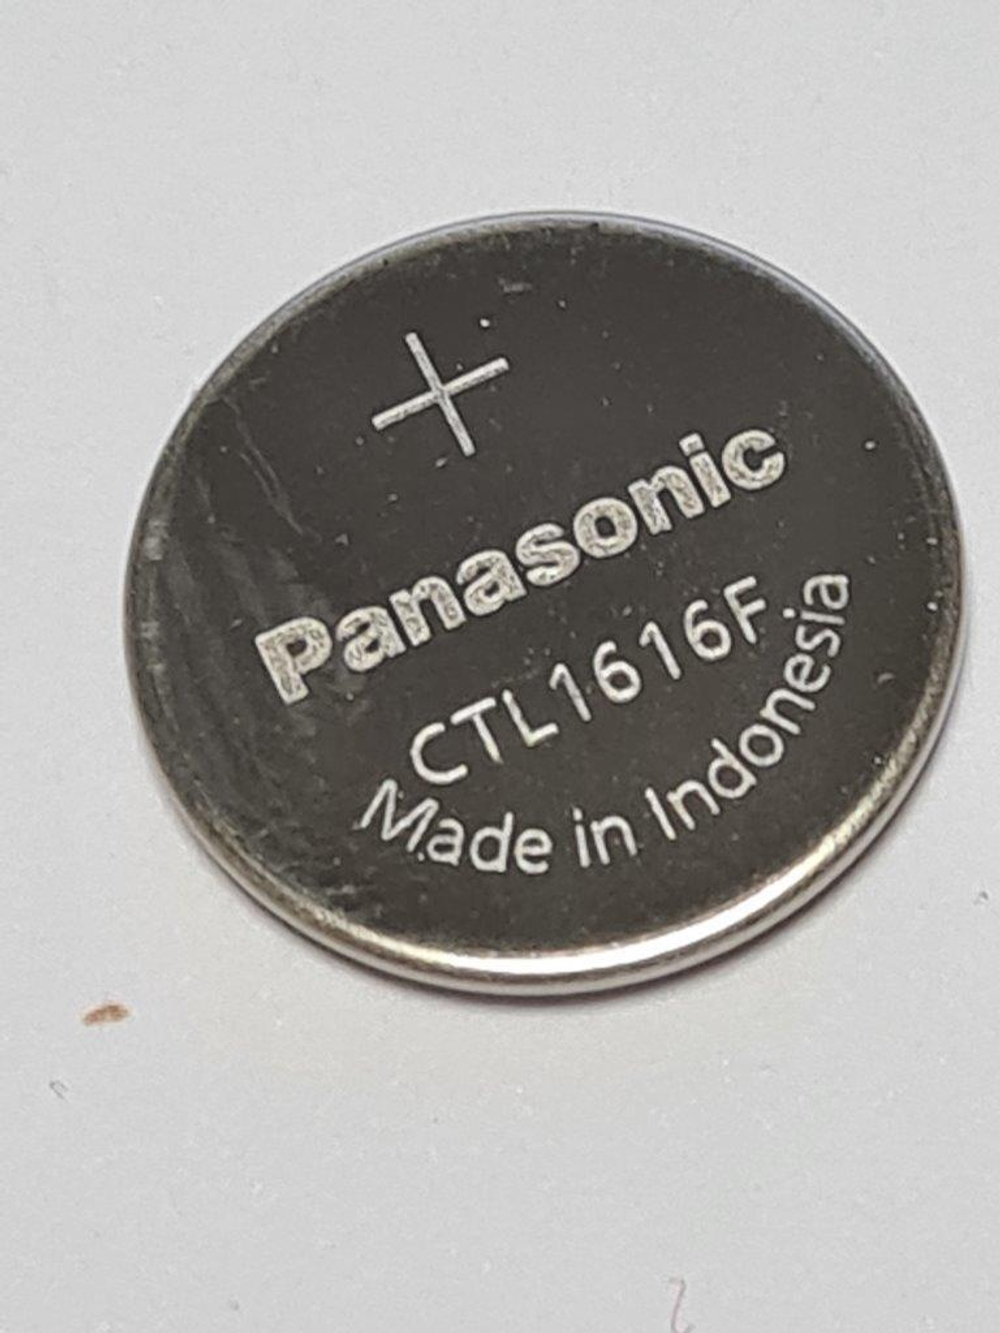 +
Panasonic
CTL1616F
Made in Indonesia